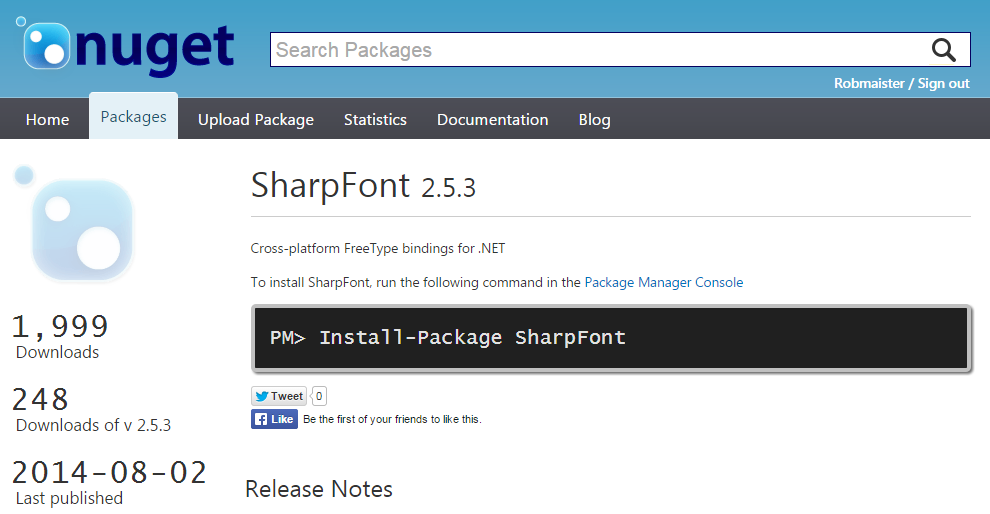 nuget
Search Packages
Robmaister / Sign out
Home Packages Upload Package Statistics Documentation Blog
SharpFont 2.5.3
Cross-platform FreeType bindings for .NET
To install SharpFont, run the following command in the Package Manager Console
PM> Install-Package SharpFont
Tweet 0
Like Be the first of your friends to like this.
1,999
Downloads
248
Downloads of v 2.5.3
2014-08-02
Last published
Release Notes